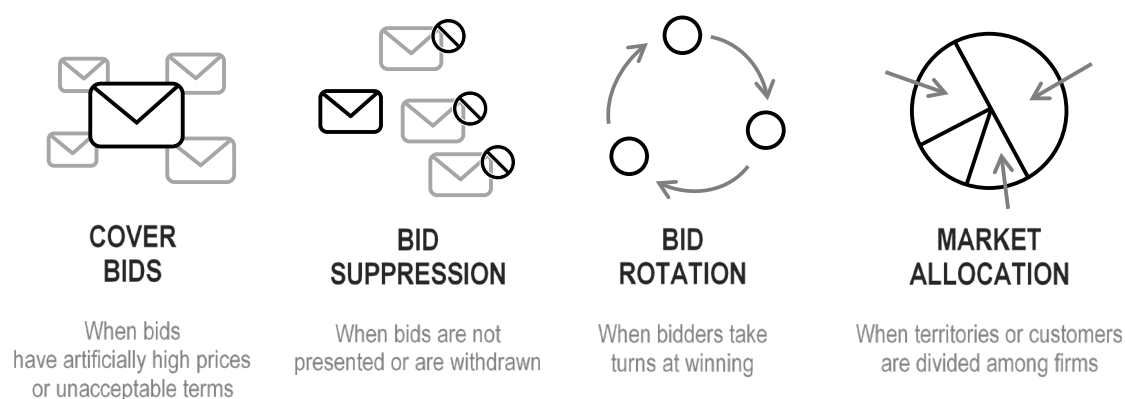 COVER
BIDS
When bids
have artificially high prices
or unacceptable terms
BID
SUPPRESSION
When bids are not
presented or are withdrawn
BID
ROTATION
When bidders take
turns at winning
MARKET
ALLOCATION
When territories or customers
are divided among firms